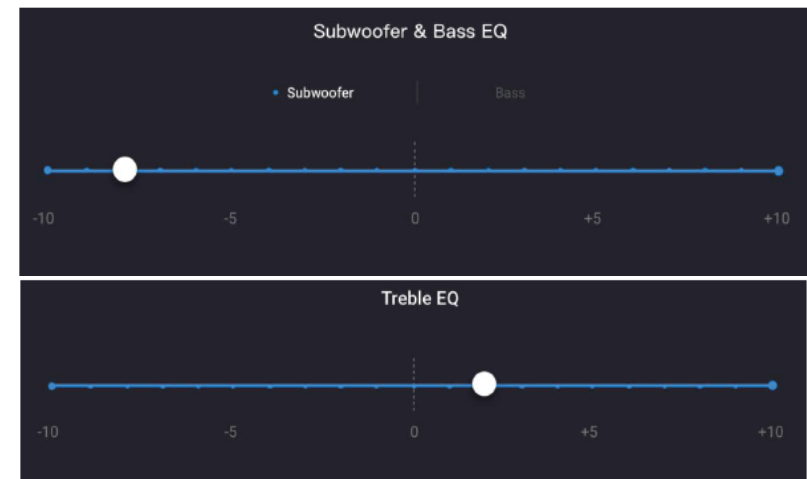 Subwoofer & Bass EQ
Subwoofer Bass
-10 -5 0 +5 +10
Treble EQ
-10 -5 0 +5 +10